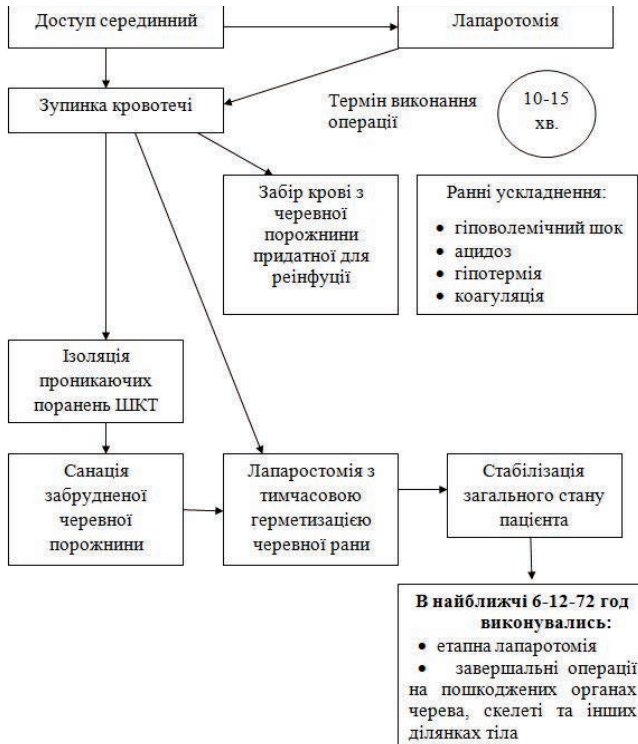 Доступ серединний
Лапаротомія
Зупинка кровотечі
Термін виконання
операції
10-15
хв.
Забір крові з
черевної
порожнини
придатної для
реінфуції
Ранні ускладнення:
• гіповолемічний шок
• ацидоз
• гіпотермія
• коагуляція
Ізоляція
проникаючих
поранень ШКТ
Санація
забрудненої
черевної
порожнини
Лапаростомія з
тимчасовою
герметизацією
черевної рани
Стабілізація
загального стану
пацієнта
В найближчі 6-12-72 год
виконувались:
• етапна лапаротомія
• завершальні операції
на пошкоджених органах
черева, скелеті та інших
ділянках тіла